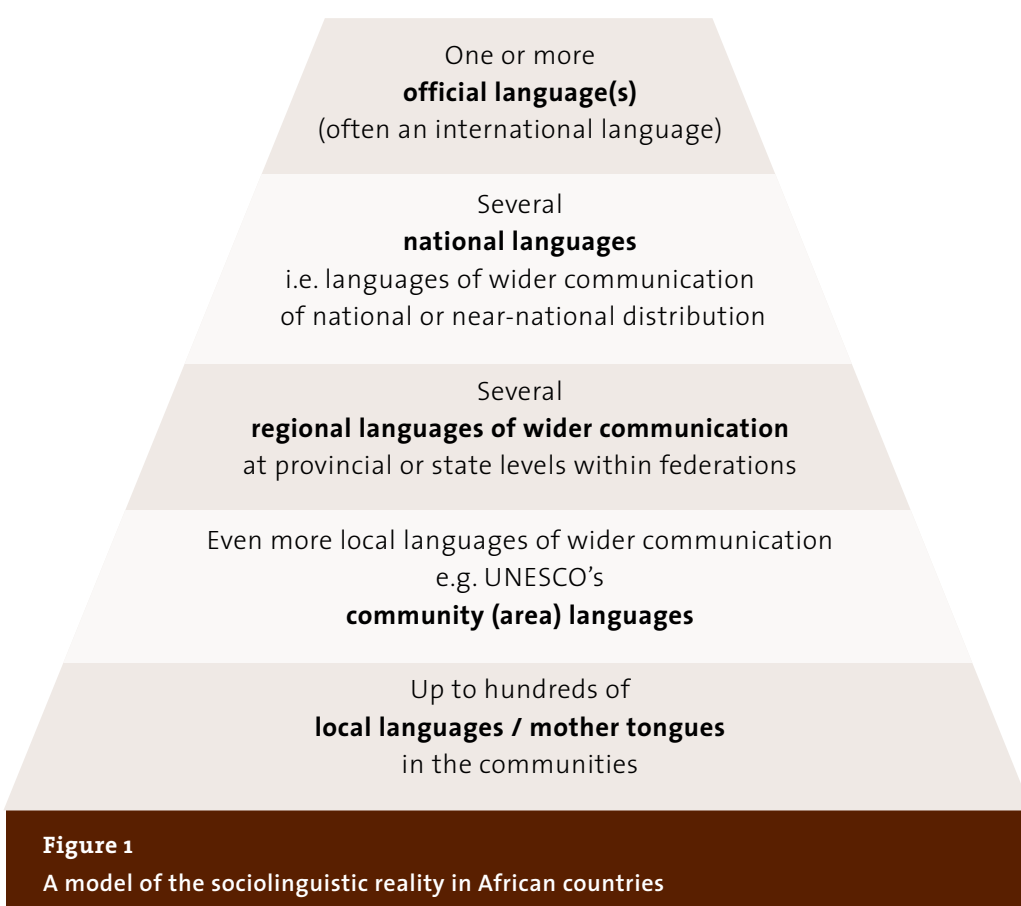 One or more
official language(s)
(often an international language)
Several
national languages
i.e. languages of wider communication
of national or near-national distribution
Several
regional languages of wider communication
at provincial or state levels within federations
Even more local languages of wider communication
e.g. UNESCO’s
community (area) languages
Up to hundreds of
local languages / mother tongues
in the communities
Figure 1
A model of the sociolinguistic reality in African countries